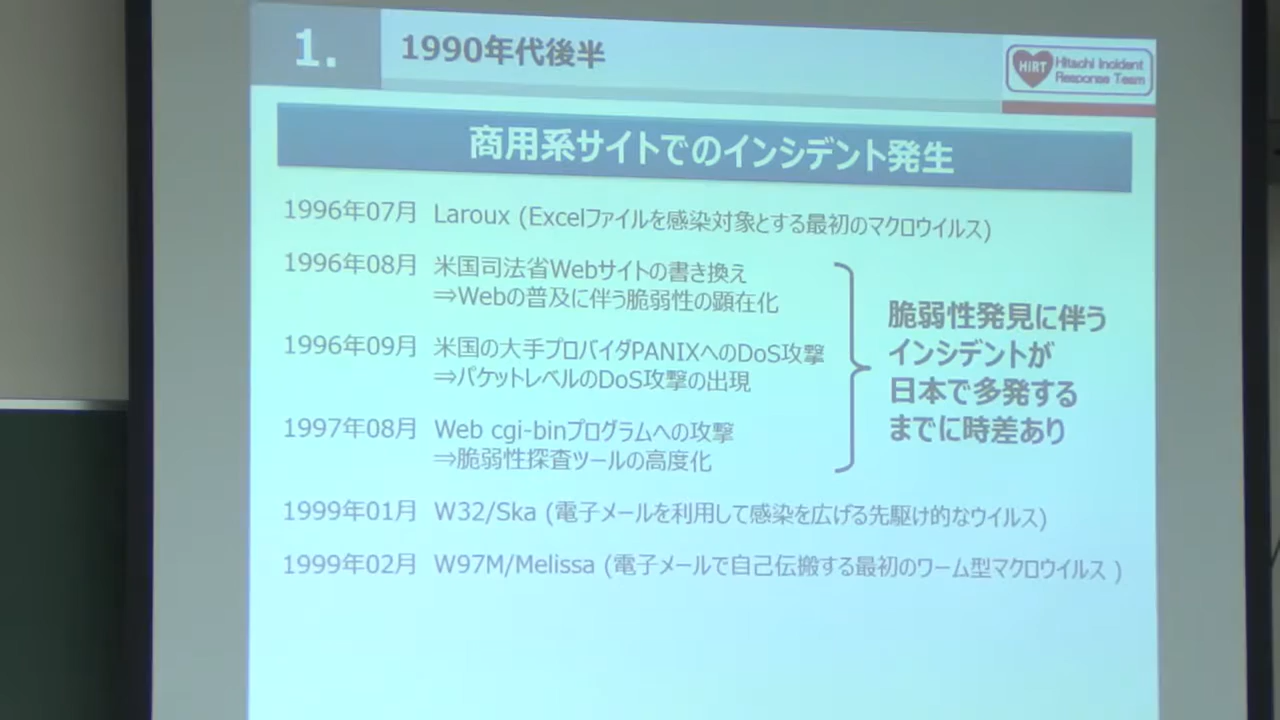 1.
1990年代後半
HIRT
Hitachi Incident
Response Team
商用系サイトでのインシデント発生
1996年07月 Laroux (Excelファイルを感染対象とする最初のマクロウイルス)
1996年08月 米国司法省Webサイトの書き換え
⇒Webの普及に伴う脆弱性の顕在化
1996年09月 米国の大手プロバイダPANIXへのDoS攻撃
⇒パケットレベルのDoS攻撃の出現
1997年08月 Web cgi-binプログラムへの攻撃
⇒脆弱性探査ツールの高度化
脆弱性発見に伴う
インシデントが
日本で多発する
までに時差あり
1999年01月 W32/Ska (電子メールを利用して感染を広げる先駆け的なウイルス)
1999年02月 W97M/Melissa (電子メールで自己伝搬する最初のワーム型マクロウイルス )